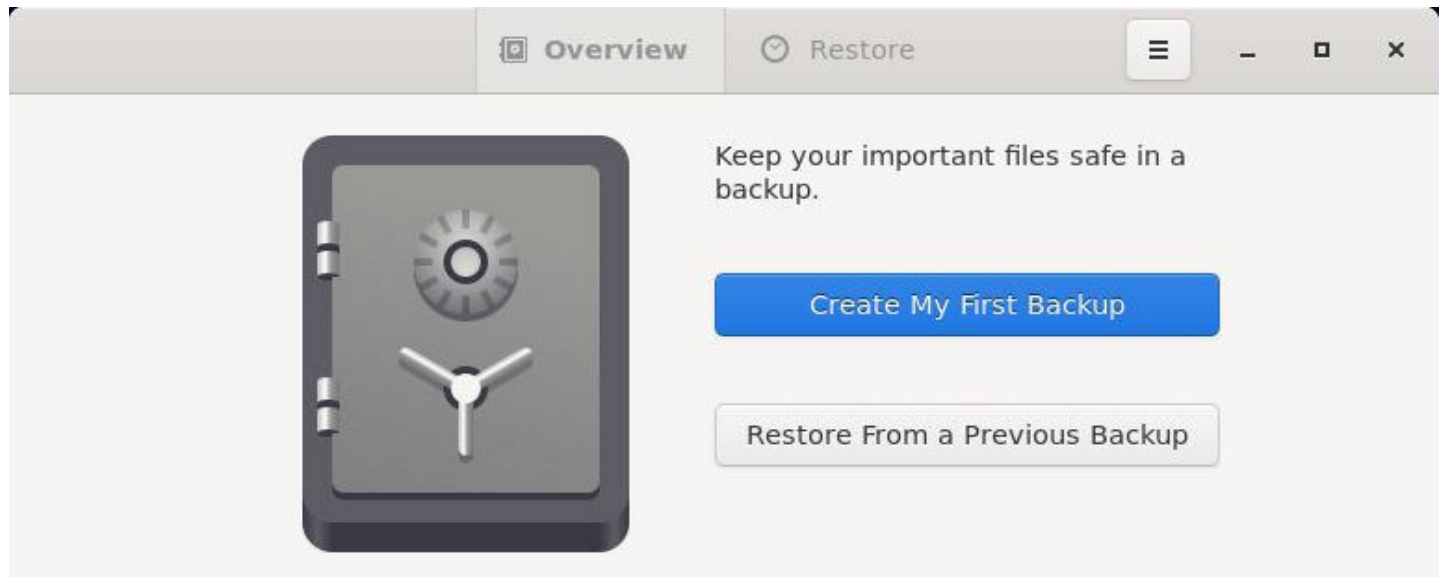 Overview
Restore
Keep your important files safe in a
backup.
Create My First Backup
Restore From a Previous Backup